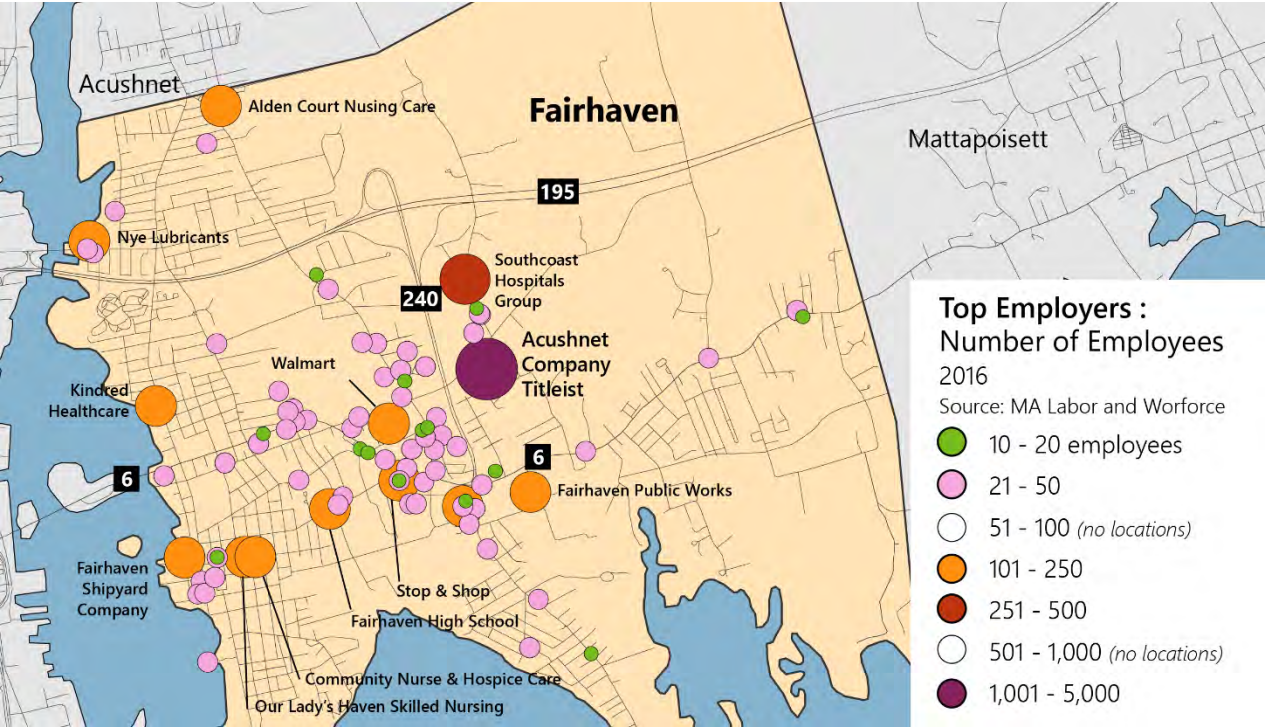 Acushnet
Alden Court Nusing Care
Fairhaven
Mattapoisett
195
Nye Lubricants
Southcoast
Hospitals
Group
240
Acushnet
Company
Titleist
Walmart
Kindred
Healthcare
6
6
Fairhaven Public Works
Fairhaven
Shipyard
Company
Stop & Shop
Fairhaven High School
Community Nurse & Hospice Care
Our Lady's Haven Skilled Nursing
Top Employers :
Number of Employees
2016
Source: MA Labor and Worforce
10 - 20 employees
21 - 50
51 - 100 (no locations)
101 - 250
251 - 500
501 - 1,000 (no locations)
1,001 - 5,000